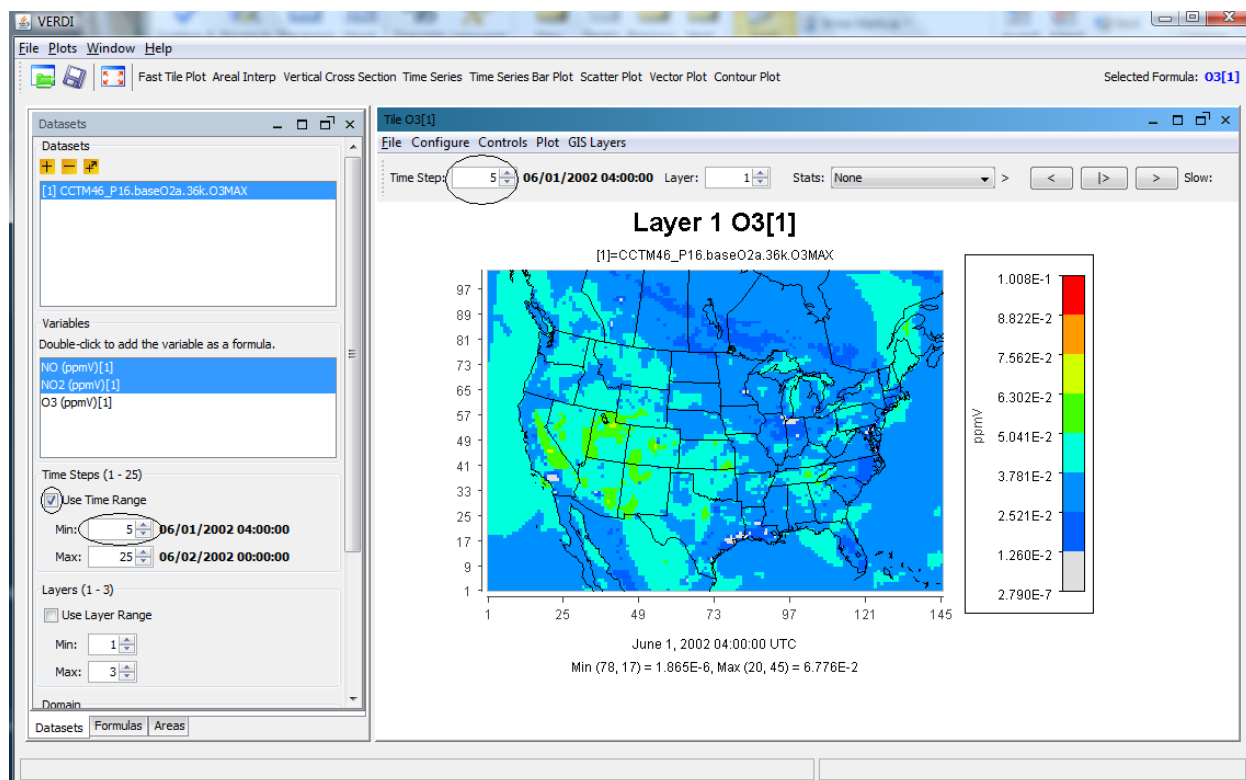 VERDI
File Plots Window Help
Fast Tile Plot Areal Interp Vertical Cross Section Time Series Time Series Bar Plot Scatter Plot Vector Plot Contour Plot
Selected Formula: O3[1]
Datasets
Datasets
[1] CCTM46_P16.baseO2a.36k.O3MAX
Variables
Double-click to add the variable as a formula.
NO (ppmV)[1]
NO2 (ppmV)[1]
O3 (ppmV)[1]
Time Steps (1 - 25)
Use Time Range
Min: 5 06/01/2002 04:00:00
Max: 25 06/02/2002 00:00:00
Layers (1 - 3)
Use Layer Range
Min: 1
Max: 3
Domain
Datasets Formulas Areas
Tile O3[1]
File Configure Controls Plot GIS Layers
Time Step: 5 06/01/2002 04:00:00 Layer: 1 Stats: None > < |> > Slow:
Layer 1 O3[1]
[1]=CCTM46_P16.baseO2a.36k.O3MAX
97
89
81
73
65
57
49
41
33
25
17
9
1
1 25 49 73 97 121 145
June 1, 2002 04:00:00 UTC
Min (78, 17) = 1.865E-6, Max (20, 45) = 6.776E-2
ppmV
1.008E-1
8.822E-2
7.562E-2
6.302E-2
5.041E-2
3.781E-2
2.521E-2
1.260E-2
2.790E-7